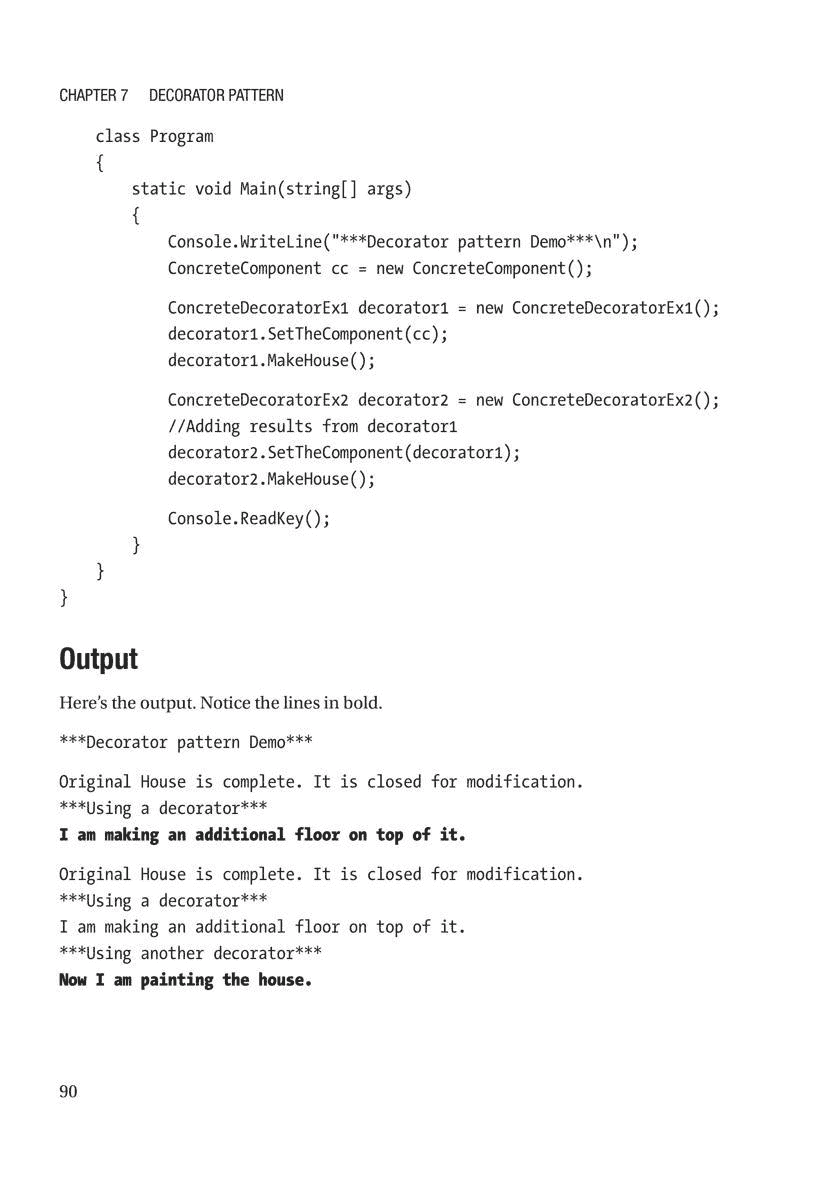 CHAPTER 7 DECORATOR PATTERN
class Program
{
static void Main(string[] args)
{
Console.WriteLine("***Decorator pattern Demo***\n");
ConcreteComponent cc = new ConcreteComponent();
ConcreteDecoratorEx1 decorator1 = new ConcreteDecoratorEx1();
decorator1.SetTheComponent(cc);
decorator1.MakeHouse();
ConcreteDecoratorEx2 decorator2 = new ConcreteDecoratorEx2();
//Adding results from decorator1
decorator2.SetTheComponent(decorator1);
decorator2.MakeHouse();
Console.ReadKey();
}
}
}
Output
Here’s the output. Notice the lines in bold.
***Decorator pattern Demo***
Original House is complete. It is closed for modification.
***Using a decorator***
I am making an additional floor on top of it.
Original House is complete. It is closed for modification.
***Using a decorator***
I am making an additional floor on top of it.
***Using another decorator***
Now I am painting the house.
90